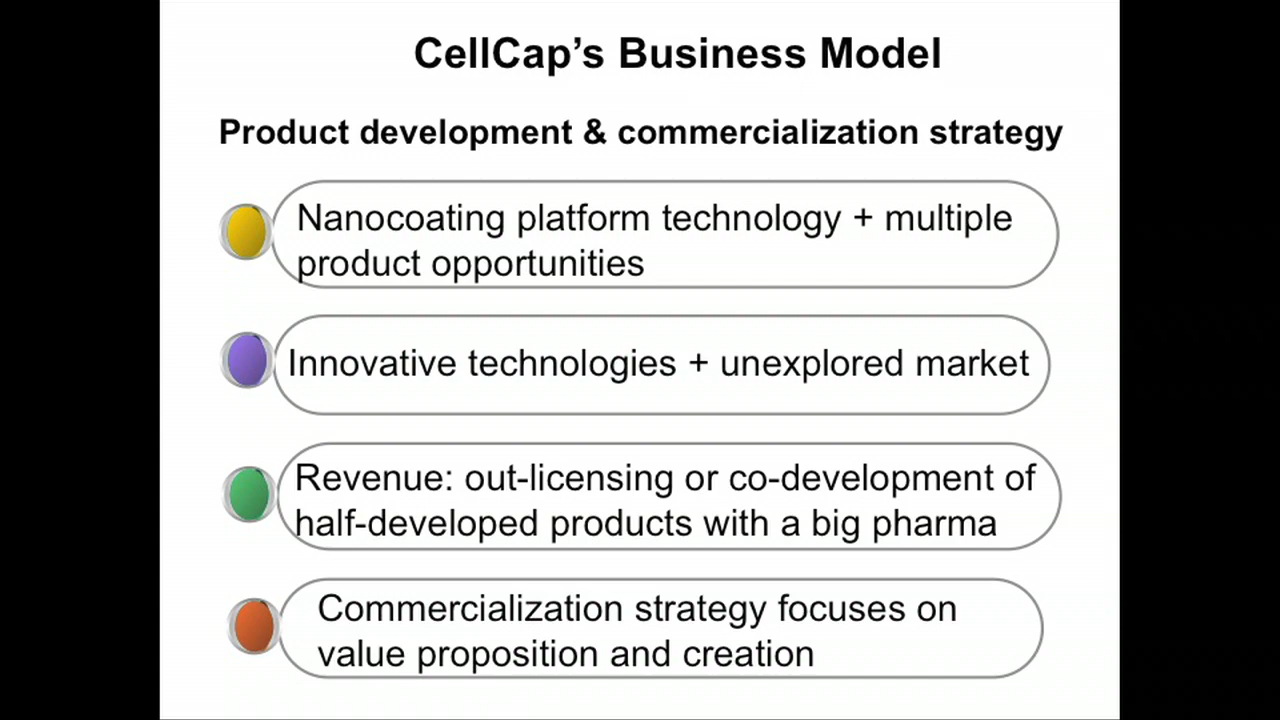 CellCap’s Business Model
Product development & commercialization strategy
Nanocoating platform technology + multiple
product opportunities
Innovative technologies + unexplored market
Revenue: out-licensing or co-development of
half-developed products with a big pharma
Commercialization strategy focuses on
value proposition and creation